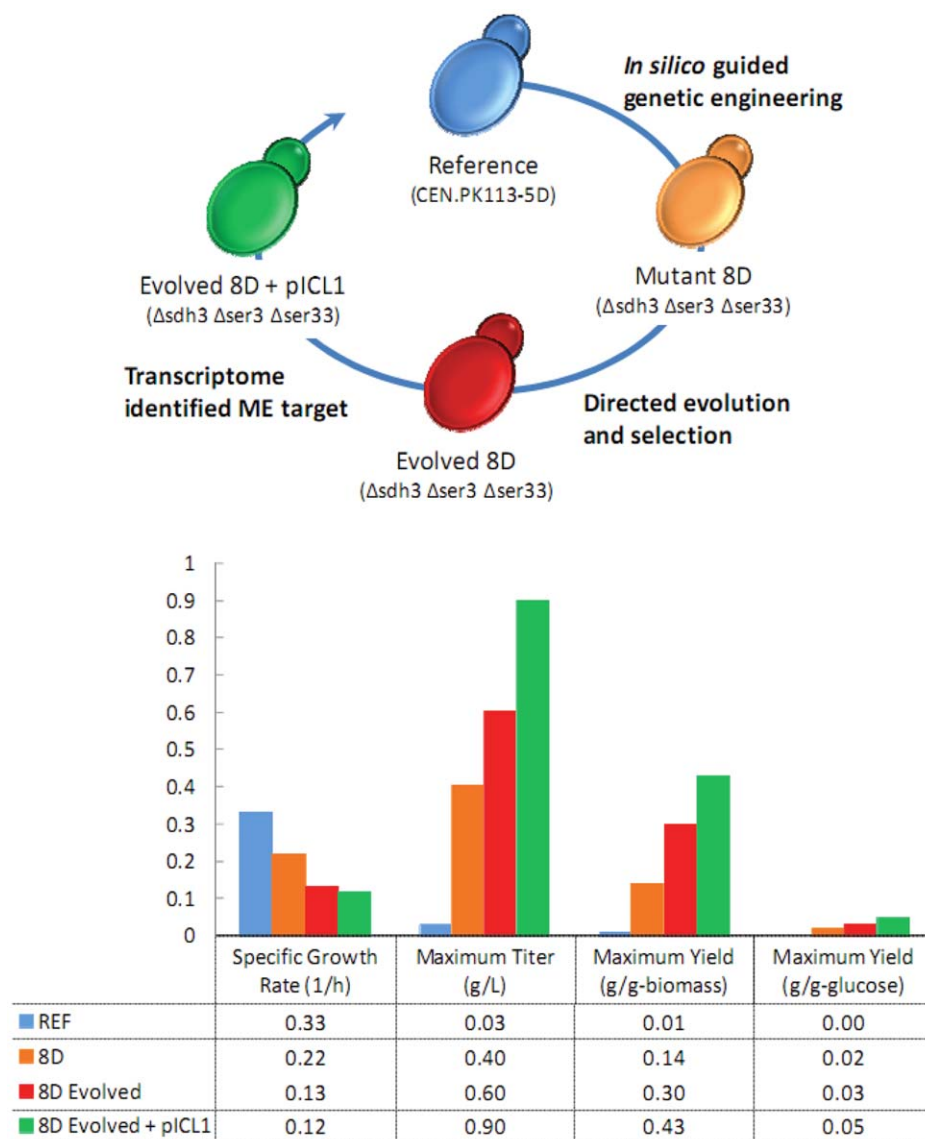 In silico guided
genetic engineering
Reference
(CEN.PK113-5D)
Evolved 8D + pICL1
(Δsdh3 Δser3 Δser33)
Mutant 8D
(Δsdh3 Δser3 Δser33)
Transcriptome
identified ME target
Directed evolution
and selection
Evolved 8D
(Δsdh3 Δser3 Δser33)
1
0.9
0.8
0.7
0.6
0.5
0.4
0.3
0.2
0.1
0
Specific Growth Maximum Titer Maximum Yield Maximum Yield
Rate (1/h) (g/L) (g/g-biomass) (g/g-glucose)
REF 0.33 0.03 0.01 0.00
8D 0.22 0.40 0.14 0.02
8D Evolved 0.13 0.60 0.30 0.03
8D Evolved + pICL1 0.12 0.90 0.43 0.05